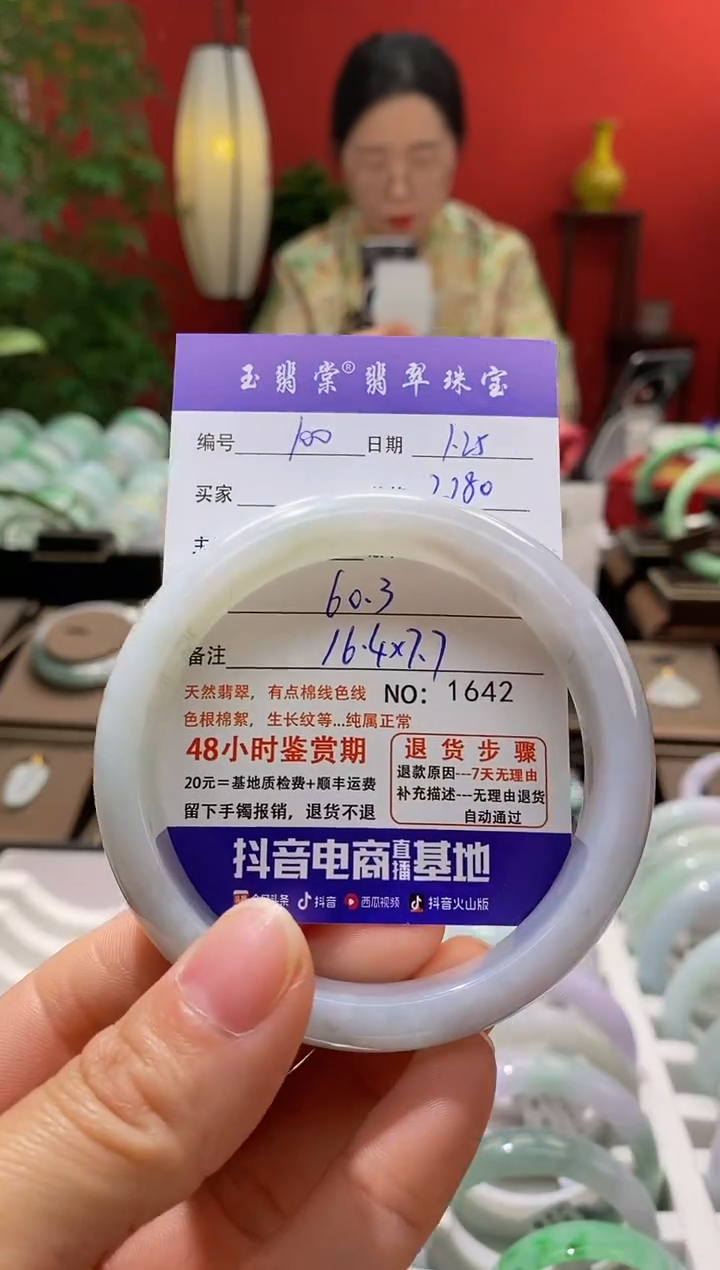 玉翡棠®翡翠珠宝
编号 100 日期 1.25
买家
60.3
备注 16.4×7.7
天然翡翠，有点棉线色线 NO：1642
色根棉絮，生长纹等...纯属正常
48小时鉴赏期
20元=基地质检费+顺丰运费
留下手镯报销，退货不退
退货步骤
退款原因---7天无理由
补充描述---无理由退货
自动通过
抖音电商直播基地
头条 抖音 西瓜视频 抖音火山版